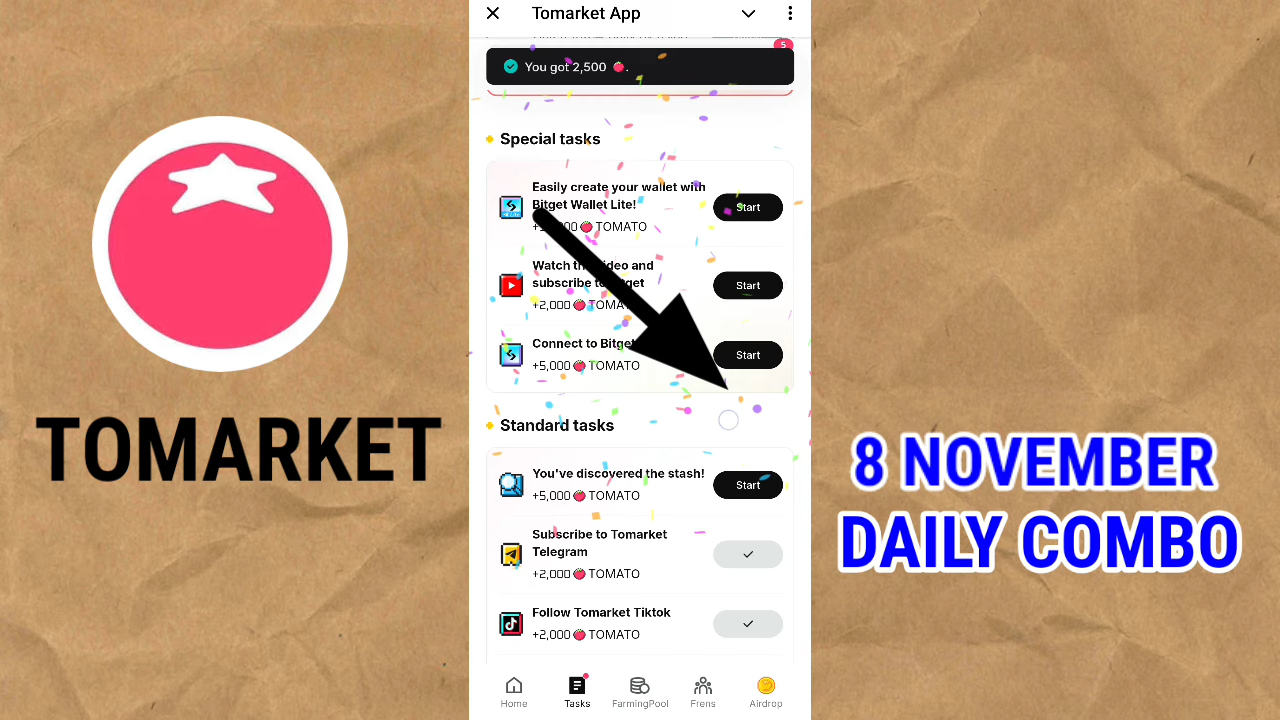 Tomarket App
5
You got 2,500 .
Special tasks
Easily create your wallet with
Bitget Wallet Lite!
TOMATO
Start
Watch the video and
subscribe to Bitget
+2,000 TOMATO
Start
Connect to Bitget
+5,000 TOMATO
Start
Standard tasks
You've discovered the stash!
+5,000 TOMATO
Start
Subscribe to Tomarket
Telegram
+2,000 TOMATO
Follow Tomarket Tiktok
+2,000 TOMATO
Home
Tasks
FarmingPool
Frens
Airdrop
TOMARKET
8 NOVEMBER
DAILY COMBO